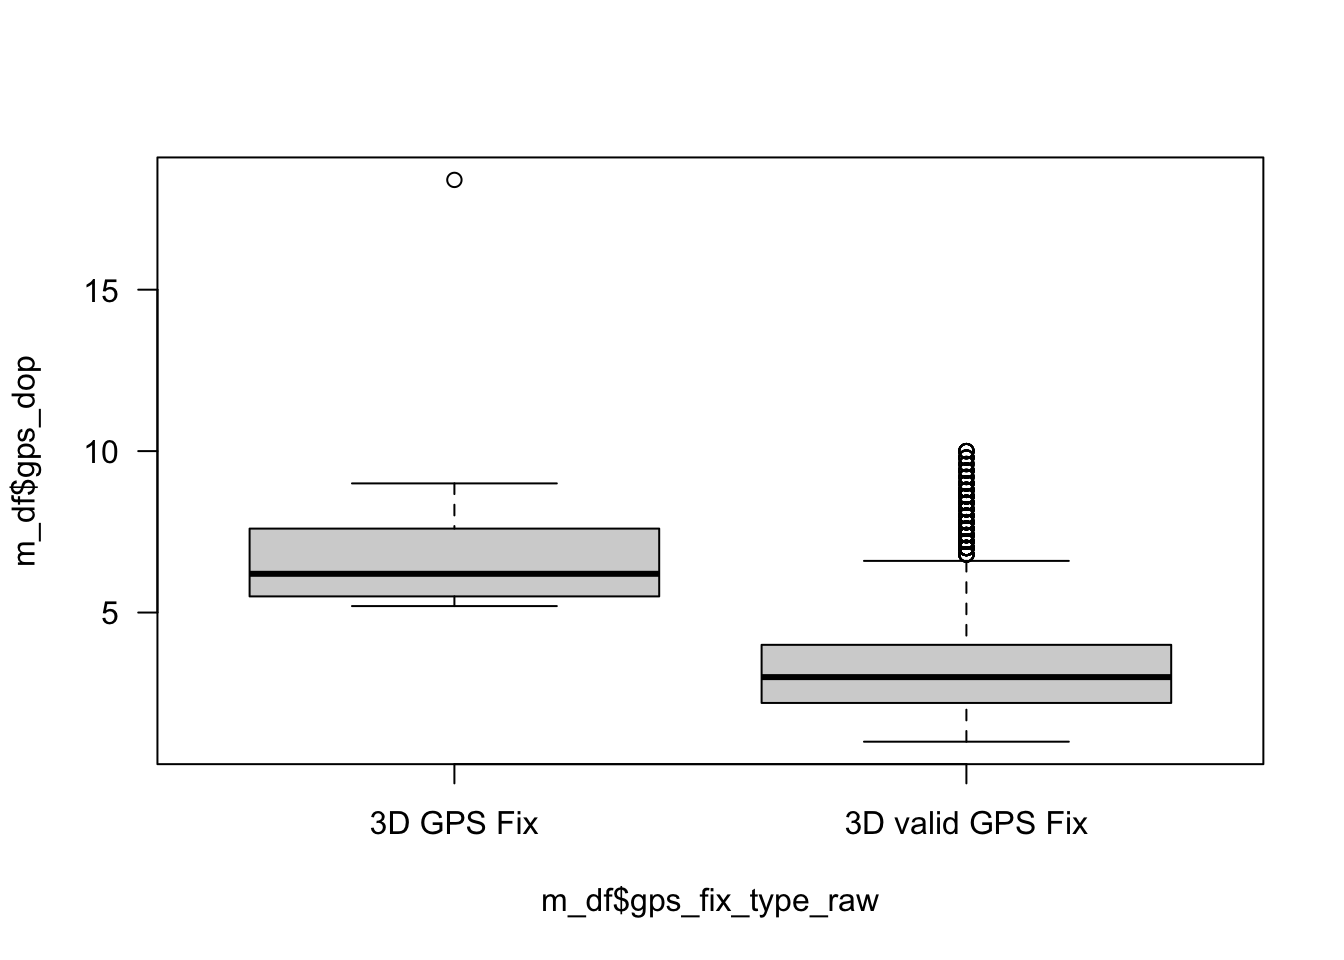 m_df$gps_dop
15
10
5
3D GPS Fix
3D valid GPS Fix
m_df$gps_fix_type_raw